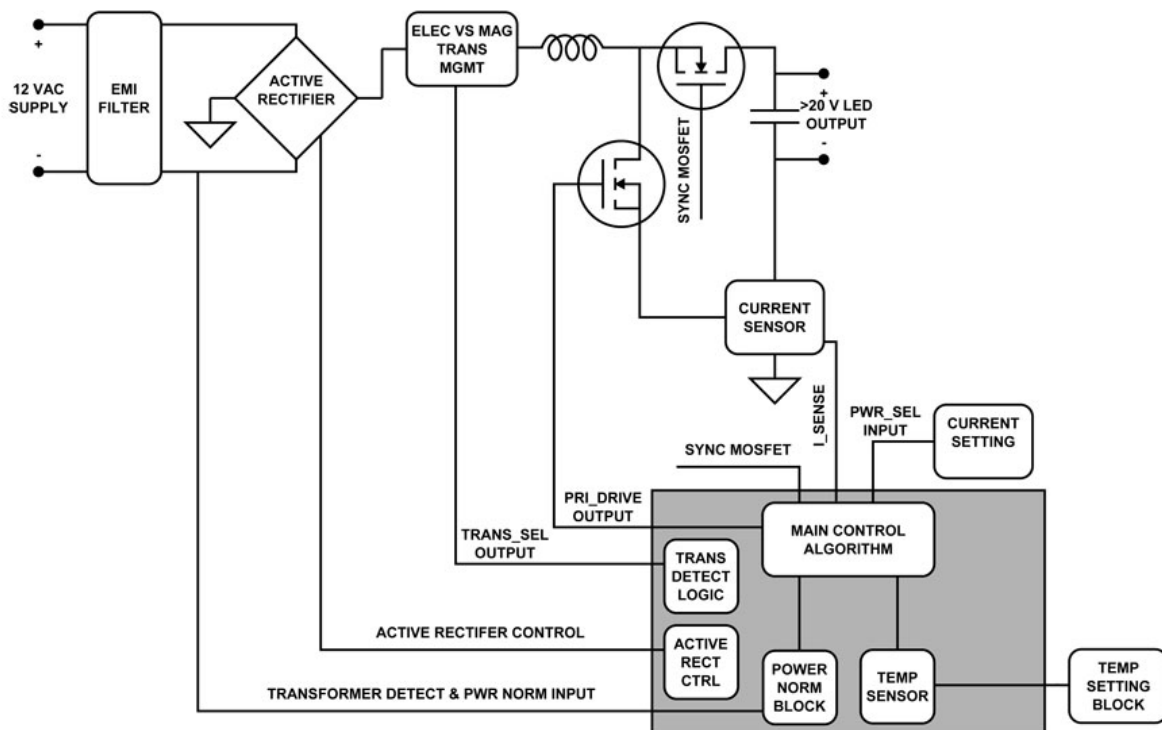 +
12 VAC
SUPPLY
-
EMI
FILTER
ACTIVE
RECTIFIER
ELEC VS MAG
TRANS
MGMT
SYNC MOSFET
+
>20 V LED
OUTPUT
-
CURRENT
SENSOR
I_SENSE
PWR_SEL
INPUT
CURRENT
SETTING
SYNC MOSFET
PRI_DRIVE
OUTPUT
MAIN CONTROL
ALGORITHM
TRANS_SEL
OUTPUT
TRANS
DETECT
LOGIC
ACTIVE RECTIFER CONTROL
ACTIVE
RECT
CTRL
TRANSFORMER DETECT & PWR NORM INPUT
POWER
NORM
BLOCK
TEMP
SENSOR
TEMP
SETTING
BLOCK